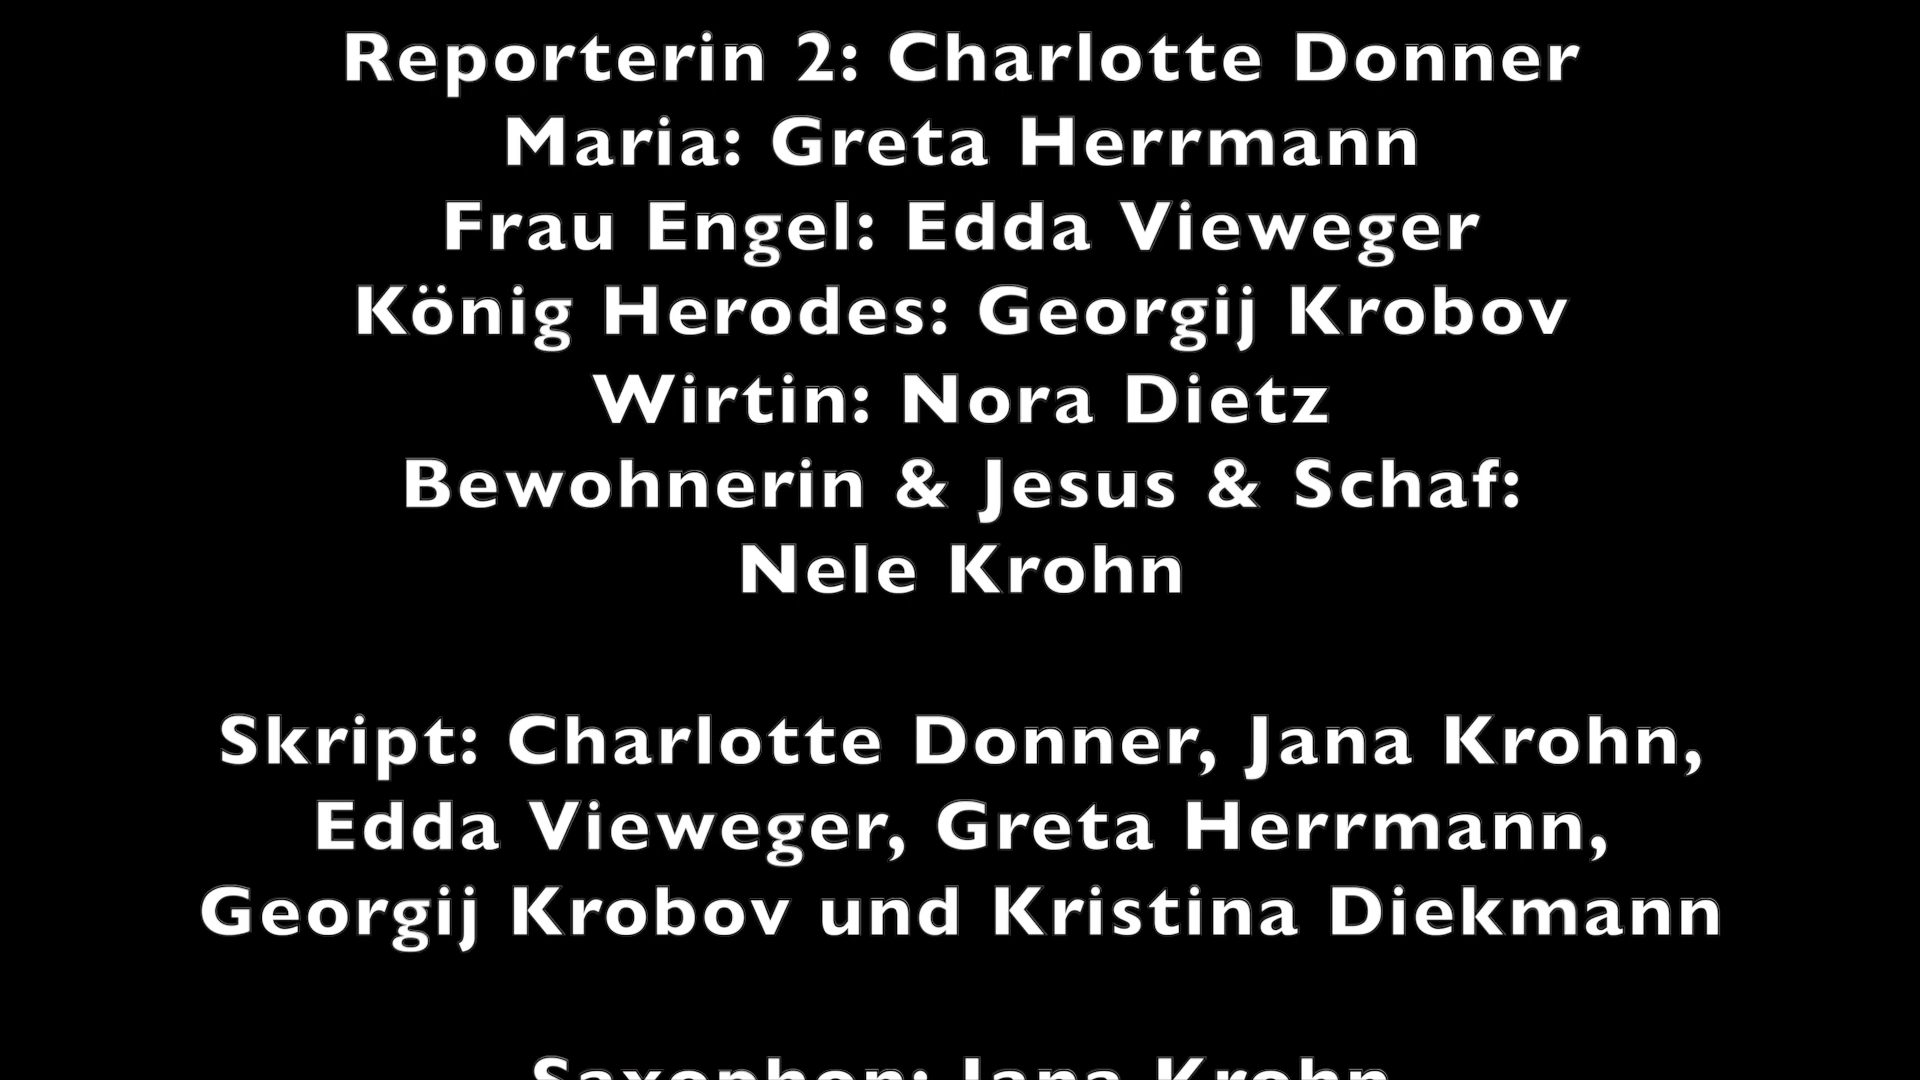 Reporterin 2: Charlotte Donner
Maria: Greta Herrmann
Frau Engel: Edda Vieweger
König Herodes: Georgij Krobov
Wirtin: Nora Dietz
Bewohnerin & Jesus & Schaf:
Nele Krohn
Skript: Charlotte Donner, Jana Krohn,
Edda Vieweger, Greta Herrmann,
Georgij Krobov und Kristina Diekmann
Saxophon: Jana Krohn